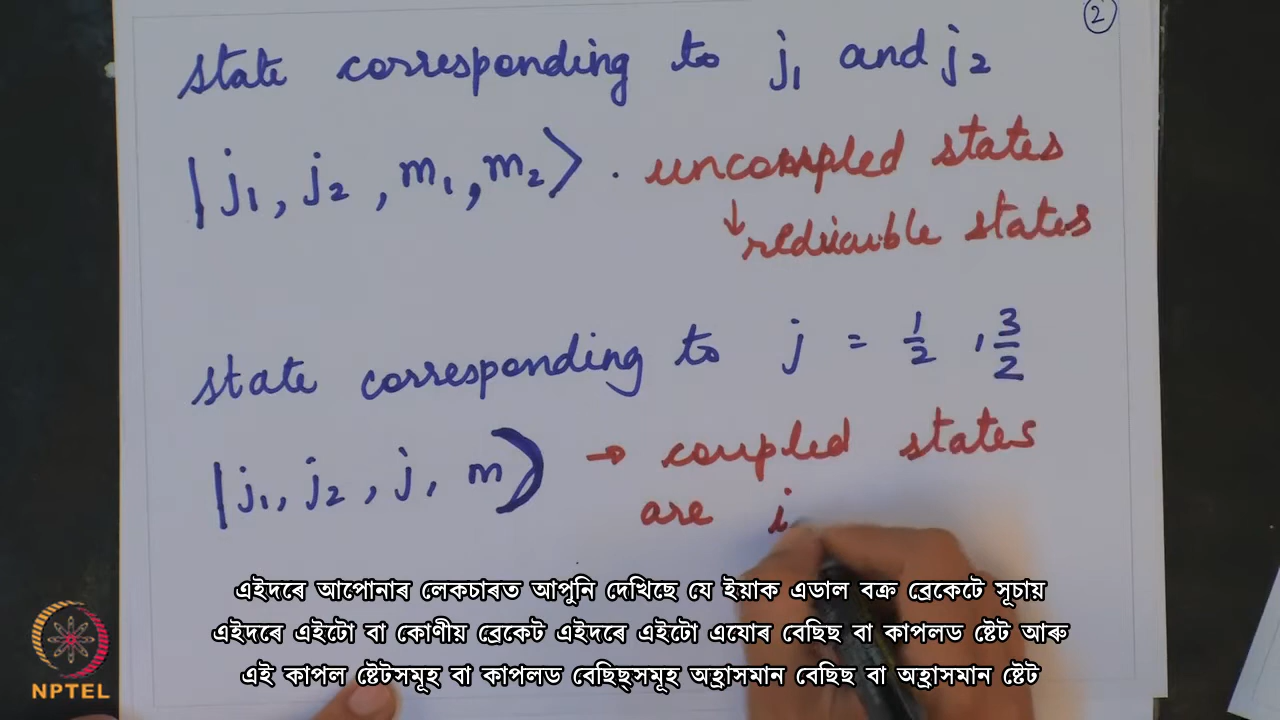 2
state corresponding to j₁ and j₂
|j₁, j₂, m₁, m₂⟩ . uncoupled states
↓ reducible states
state corresponding to j = 1/2, 3/2
|j₁, j₂, j, m) → coupled states
are i
এইদৰে আপোনাৰ লেকচাৰত আপুনি দেখিছে যে ইয়াক এডাল বক্ৰ ব্ৰেকেটে সূচায়
এইদৰে এইটো বা কোণীয় ব্ৰেকেট এইদৰে এইটো এযোৰ বেছিছ বা কাপলড ষ্টেট আৰু
এই কাপল ষ্টেটসমূহ বা কাপলড বেছিছ্‌সমূহ অহ্ৰাসমান বেছিছ বা অহ্ৰাসমান ষ্টেট
NPTEL